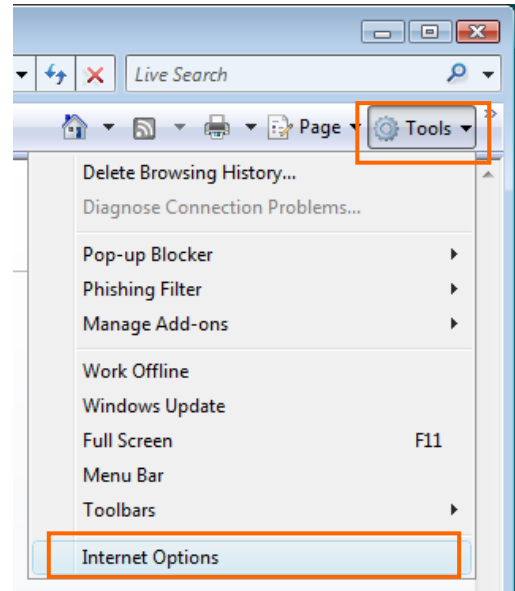 Live Search
Page Tools »
Delete Browsing History...
Diagnose Connection Problems...
Pop-up Blocker
Phishing Filter
Manage Add-ons
Work Offline
Windows Update
Full Screen F11
Menu Bar
Toolbars
Internet Options